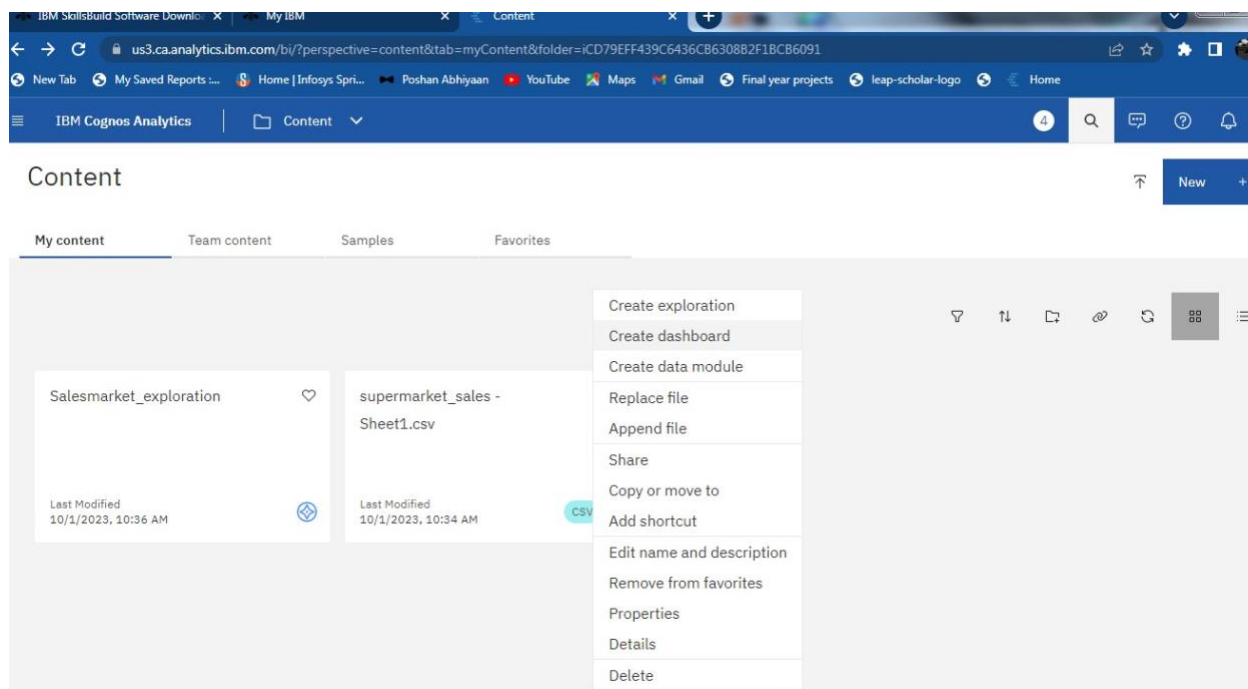 IBM SkillsBuild Software Downlo
My IBM
Content
us3.ca.analytics.ibm.com/bi/?perspective=content&tab=myContent&folder=iCD79EFF439C6436CB6308B2F1BCB6091
New Tab
My Saved Reports :...
Home | Infosys Spri...
Poshan Abhiyaan
YouTube
Maps
Gmail
Final year projects
leap-scholar-logo
Home
IBM Cognos Analytics
Content
4
Content
New +
My content
Team content
Samples
Favorites
Create exploration
Create dashboard
Create data module
Replace file
Append file
Share
Copy or move to
Add shortcut
Edit name and description
Remove from favorites
Properties
Details
Delete
Salesmarket_exploration
Last Modified
10/1/2023, 10:36 AM
supermarket_sales -
Sheet1.csv
Last Modified
10/1/2023, 10:34 AM
CSV